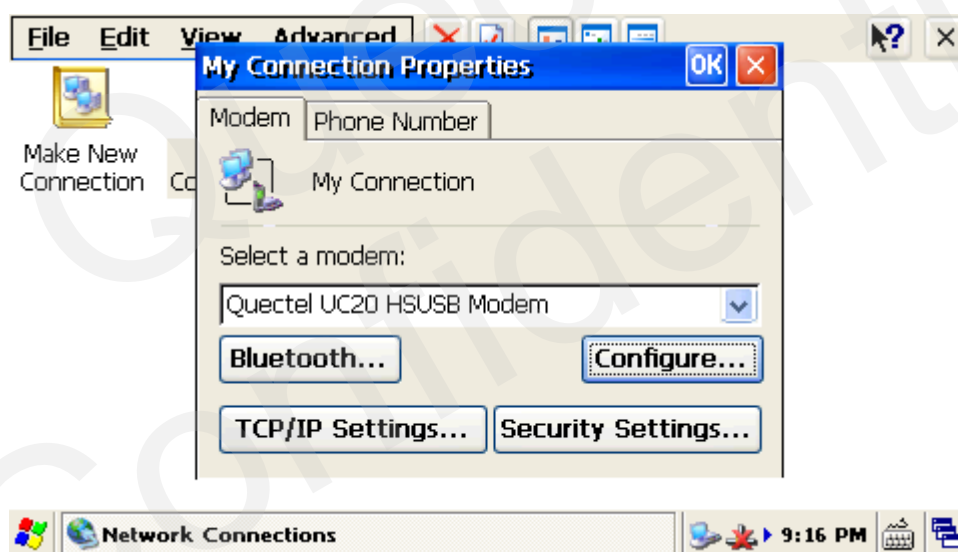 File Edit View Advanced
My Connection Properties OK
Modem Phone Number
Make New
Connection
My Connection
Select a modem:
Quectel UC20 HSUSB Modem
Bluetooth... Configure...
TCP/IP Settings... Security Settings...
Network Connections 9:16 PM